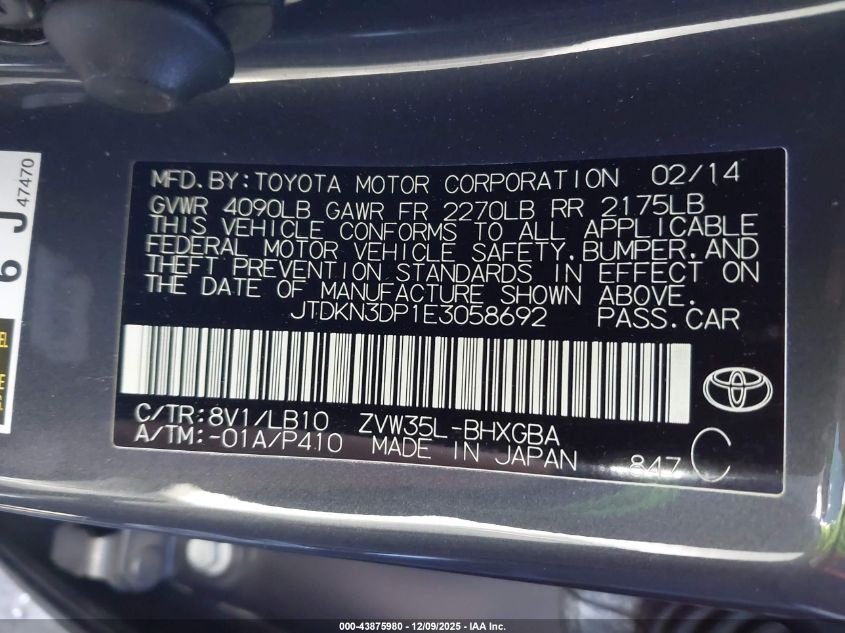 MFD.BY:TOYOTA MOTOR CORPORATION 02/14
GVWR 4090LB GAWR FR 2270LB RR 2175LB
THIS VEHICLE CONFORMS TO ALL APPLICABLE
FEDERAL MOTOR VEHICLE SAFETY,BUMPER,AND
THEFT PREVENTION STANDARDS IN EFFECT ON
THE DATE OF MANUFACTURE SHOWN ABOVE.
JTDKN3DP1E3058692 PASS.CAR
C/TR:8V1/LB10 ZVW35L-BHXGBA
A/TM:-01A/P410 MADE IN JAPAN 847 C
6 J 47470
000-43875980 - 12/09/2025 - IAA Inc.